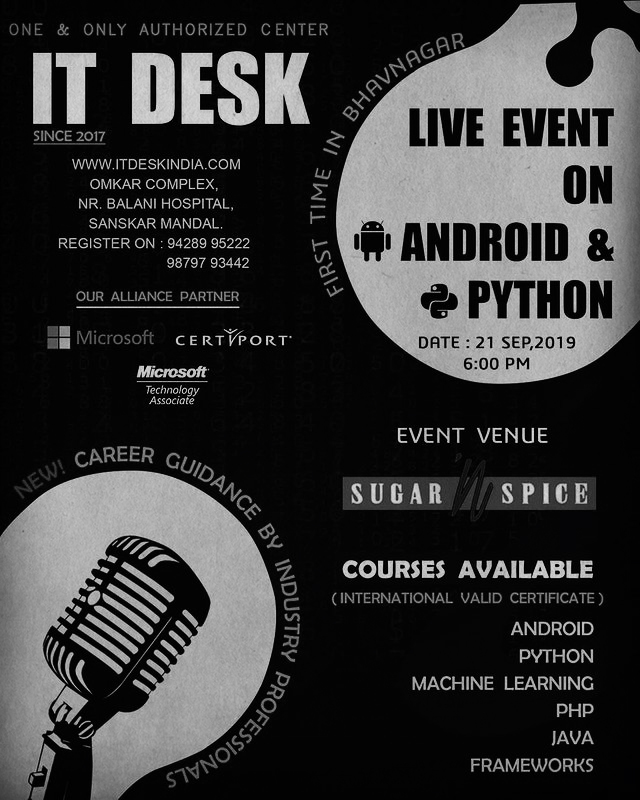 ONE & ONLY AUTHORIZED CENTER
IT DESK
SINCE 2017
WWW.ITDESKINDIA.COM
OMKAR COMPLEX,
NR. BALANI HOSPITAL,
SANSKAR MANDAL.
REGISTER ON : 94289 95222
98797 93442
OUR ALLIANCE PARTNER
Microsoft
CERTIPORT
Microsoft
Technology
Associate
FIRST TIME IN BHAVNAGAR
LIVE EVENT
ON
ANDROID &
PYTHON
DATE : 21 SEP,2019
6:00 PM
EVENT VENUE
SUGAR 'N SPICE
NEW! CAREER GUIDANCE BY INDUSTRY PROFESSIONALS
COURSES AVAILABLE
( INTERNATIONAL VALID CERTIFICATE )
ANDROID
PYTHON
MACHINE LEARNING
PHP
JAVA
FRAMEWORKS